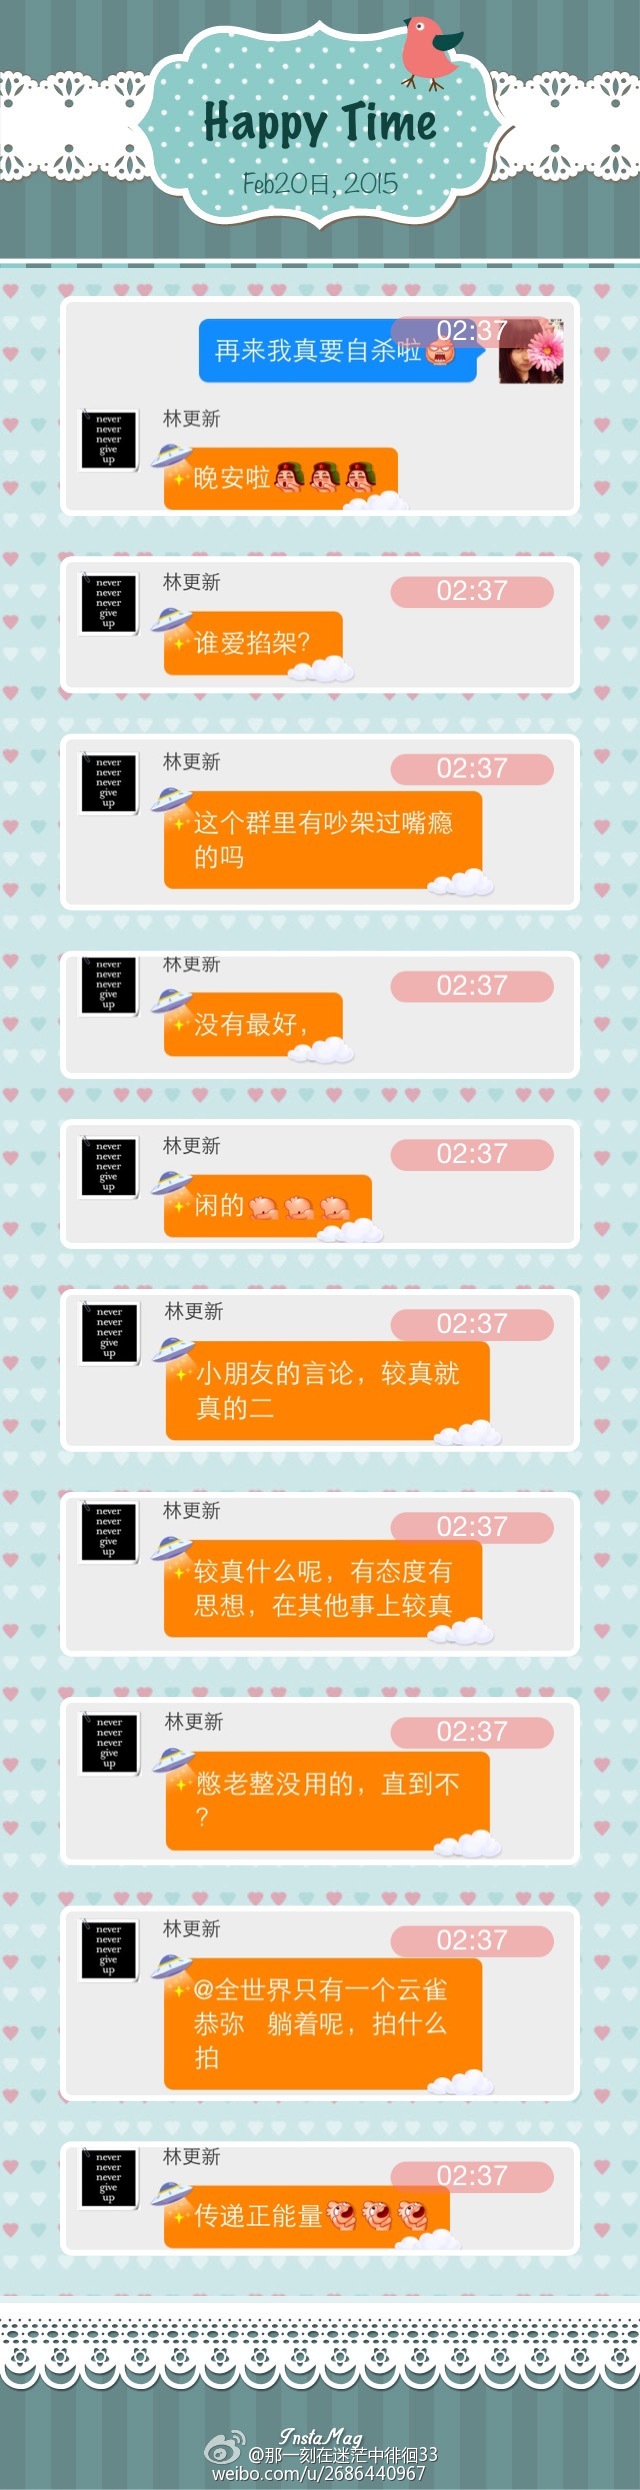 Happy Time
Feb20日, 2015
02:37
再来我真要自杀啦
never
never
never
give
up
林更新
晚安啦
never
never
never
give
up
林更新
02:37
谁爱掐架?
never
never
never
give
up
林更新
02:37
这个群里有吵架过嘴瘾
的吗
never
never
never
give
up
林更新
02:37
没有最好，
never
never
never
give
up
林更新
02:37
闲的
never
never
never
give
up
林更新
02:37
小朋友的言论，较真就
真的二
never
never
never
give
up
林更新
02:37
较真什么呢，有态度有
思想，在其他事上较真
never
never
never
give
up
林更新
02:37
憋老整没用的，直到不
?
never
never
never
give
up
林更新
02:37
@全世界只有一个云雀
恭弥 躺着呢，拍什么
拍
never
never
never
give
up
林更新
02:37
传递正能量
InstaMag
@那一刻在迷茫中徘徊33
weibo.com/u/2686440967